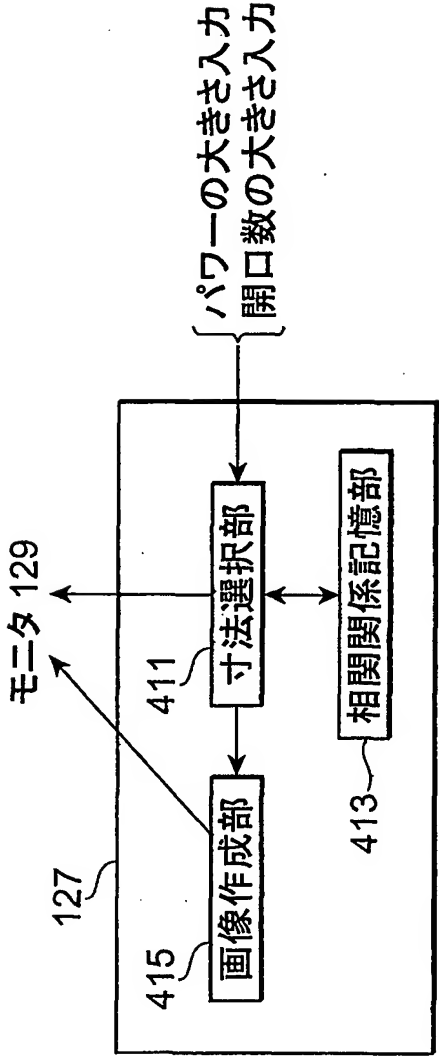 モニタ 129
127
415
画像作成部
411
寸法選択部
413
相関関係記憶部
パワーの大きさ入力
開口数の大きさ入力